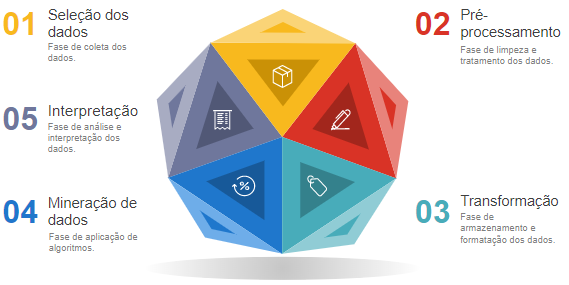 01
Seleção dos
dados
Fase de coleta dos
dados.
02
Pré-
processamento
Fase de limpeza e
tratamento dos dados.
05
Interpretação
Fase de análise e
interpretação dos
dados.
04
Mineração de
dados
Fase de aplicação de
algoritmos.
03
Transformação
Fase de
armazenamento e
formatação dos dados.
%